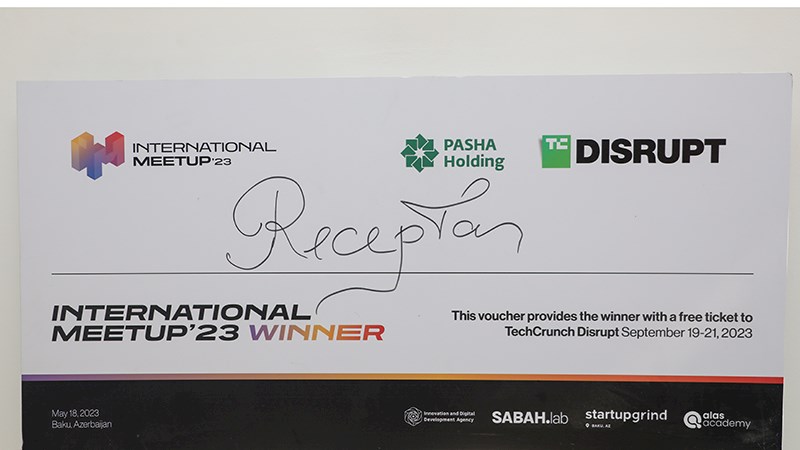 INTERNATIONAL
MEETUP'23
PASHA
Holding
TC DISRUPT
Receptan
INTERNATIONAL
MEETUP'23 WINNER
This voucher provides the winner with a free ticket to
TechCrunch Disrupt September 19-21, 2023
May 18, 2023
Baku, Azerbaijan
Innovation and Digital
Development Agency
SABAH.lab
startupgrind
BAKU, AZ
alas
academy